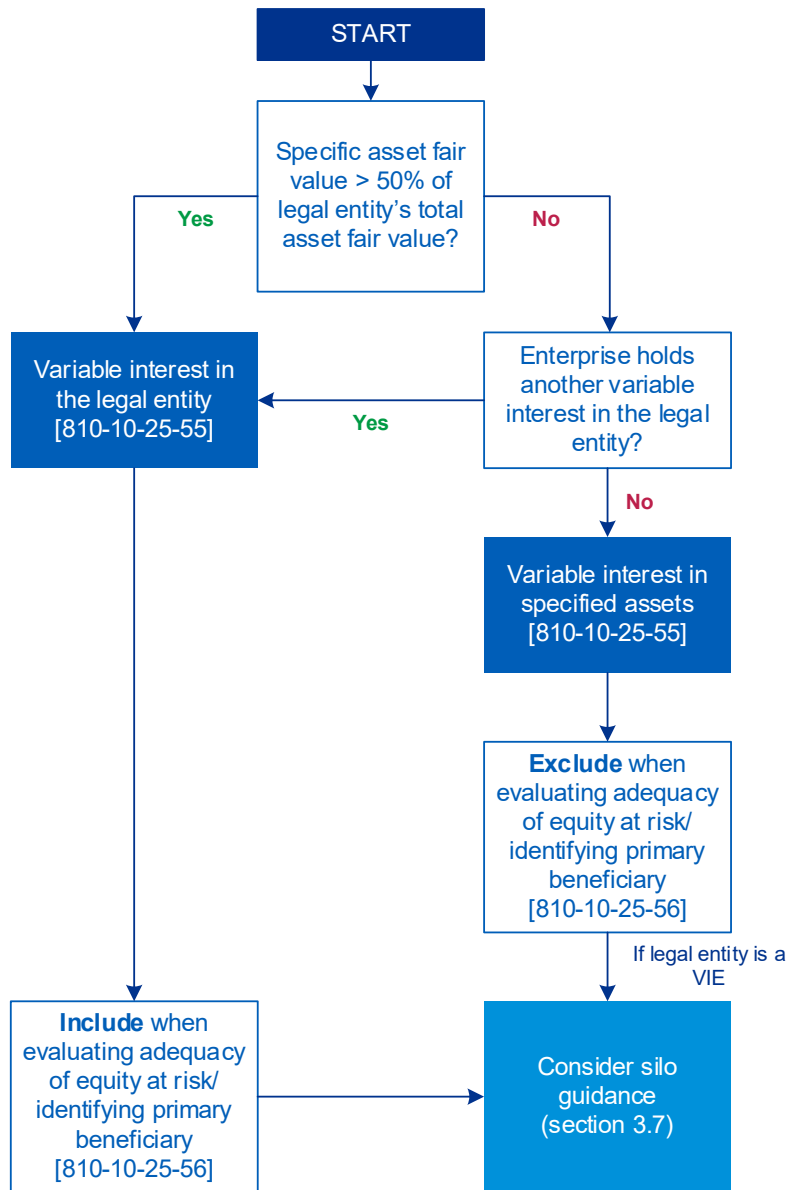 START
Specific asset fair
value > 50% of
legal entity’s total
asset fair value?
Yes
No
Variable interest in
the legal entity
[810-10-25-55]
Enterprise holds
another variable
interest in the legal
entity?
Yes
No
Variable interest in
specified assets
[810-10-25-55]
Exclude when
evaluating adequacy
of equity at risk/
identifying primary
beneficiary
[810-10-25-56]
If legal entity is a
VIE
Include when
evaluating adequacy
of equity at risk/
identifying primary
beneficiary
[810-10-25-56]
Consider silo
guidance
(section 3.7)